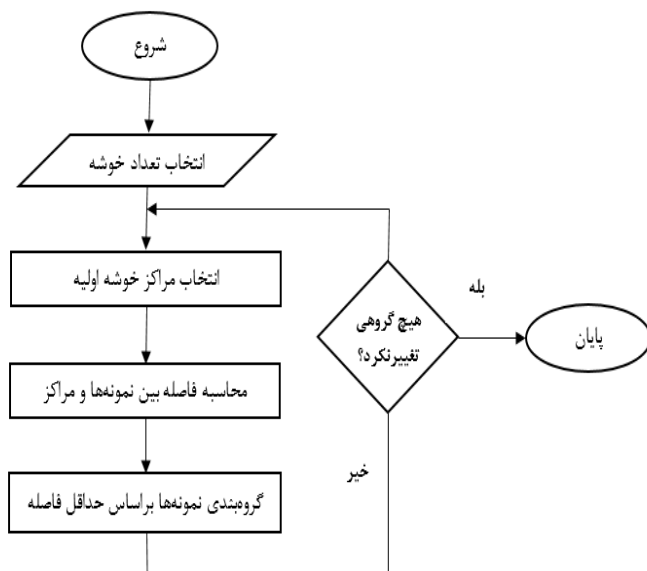 شروع
انتخاب تعداد خوشه
انتخاب مراکز خوشه اولیه
محاسبه فاصله بین نمونه‌ها و مراکز
گروه‌بندی نمونه‌ها براساس حداقل فاصله
هیچ گروهی
تغییرنکرد؟
بله
پایان
خیر